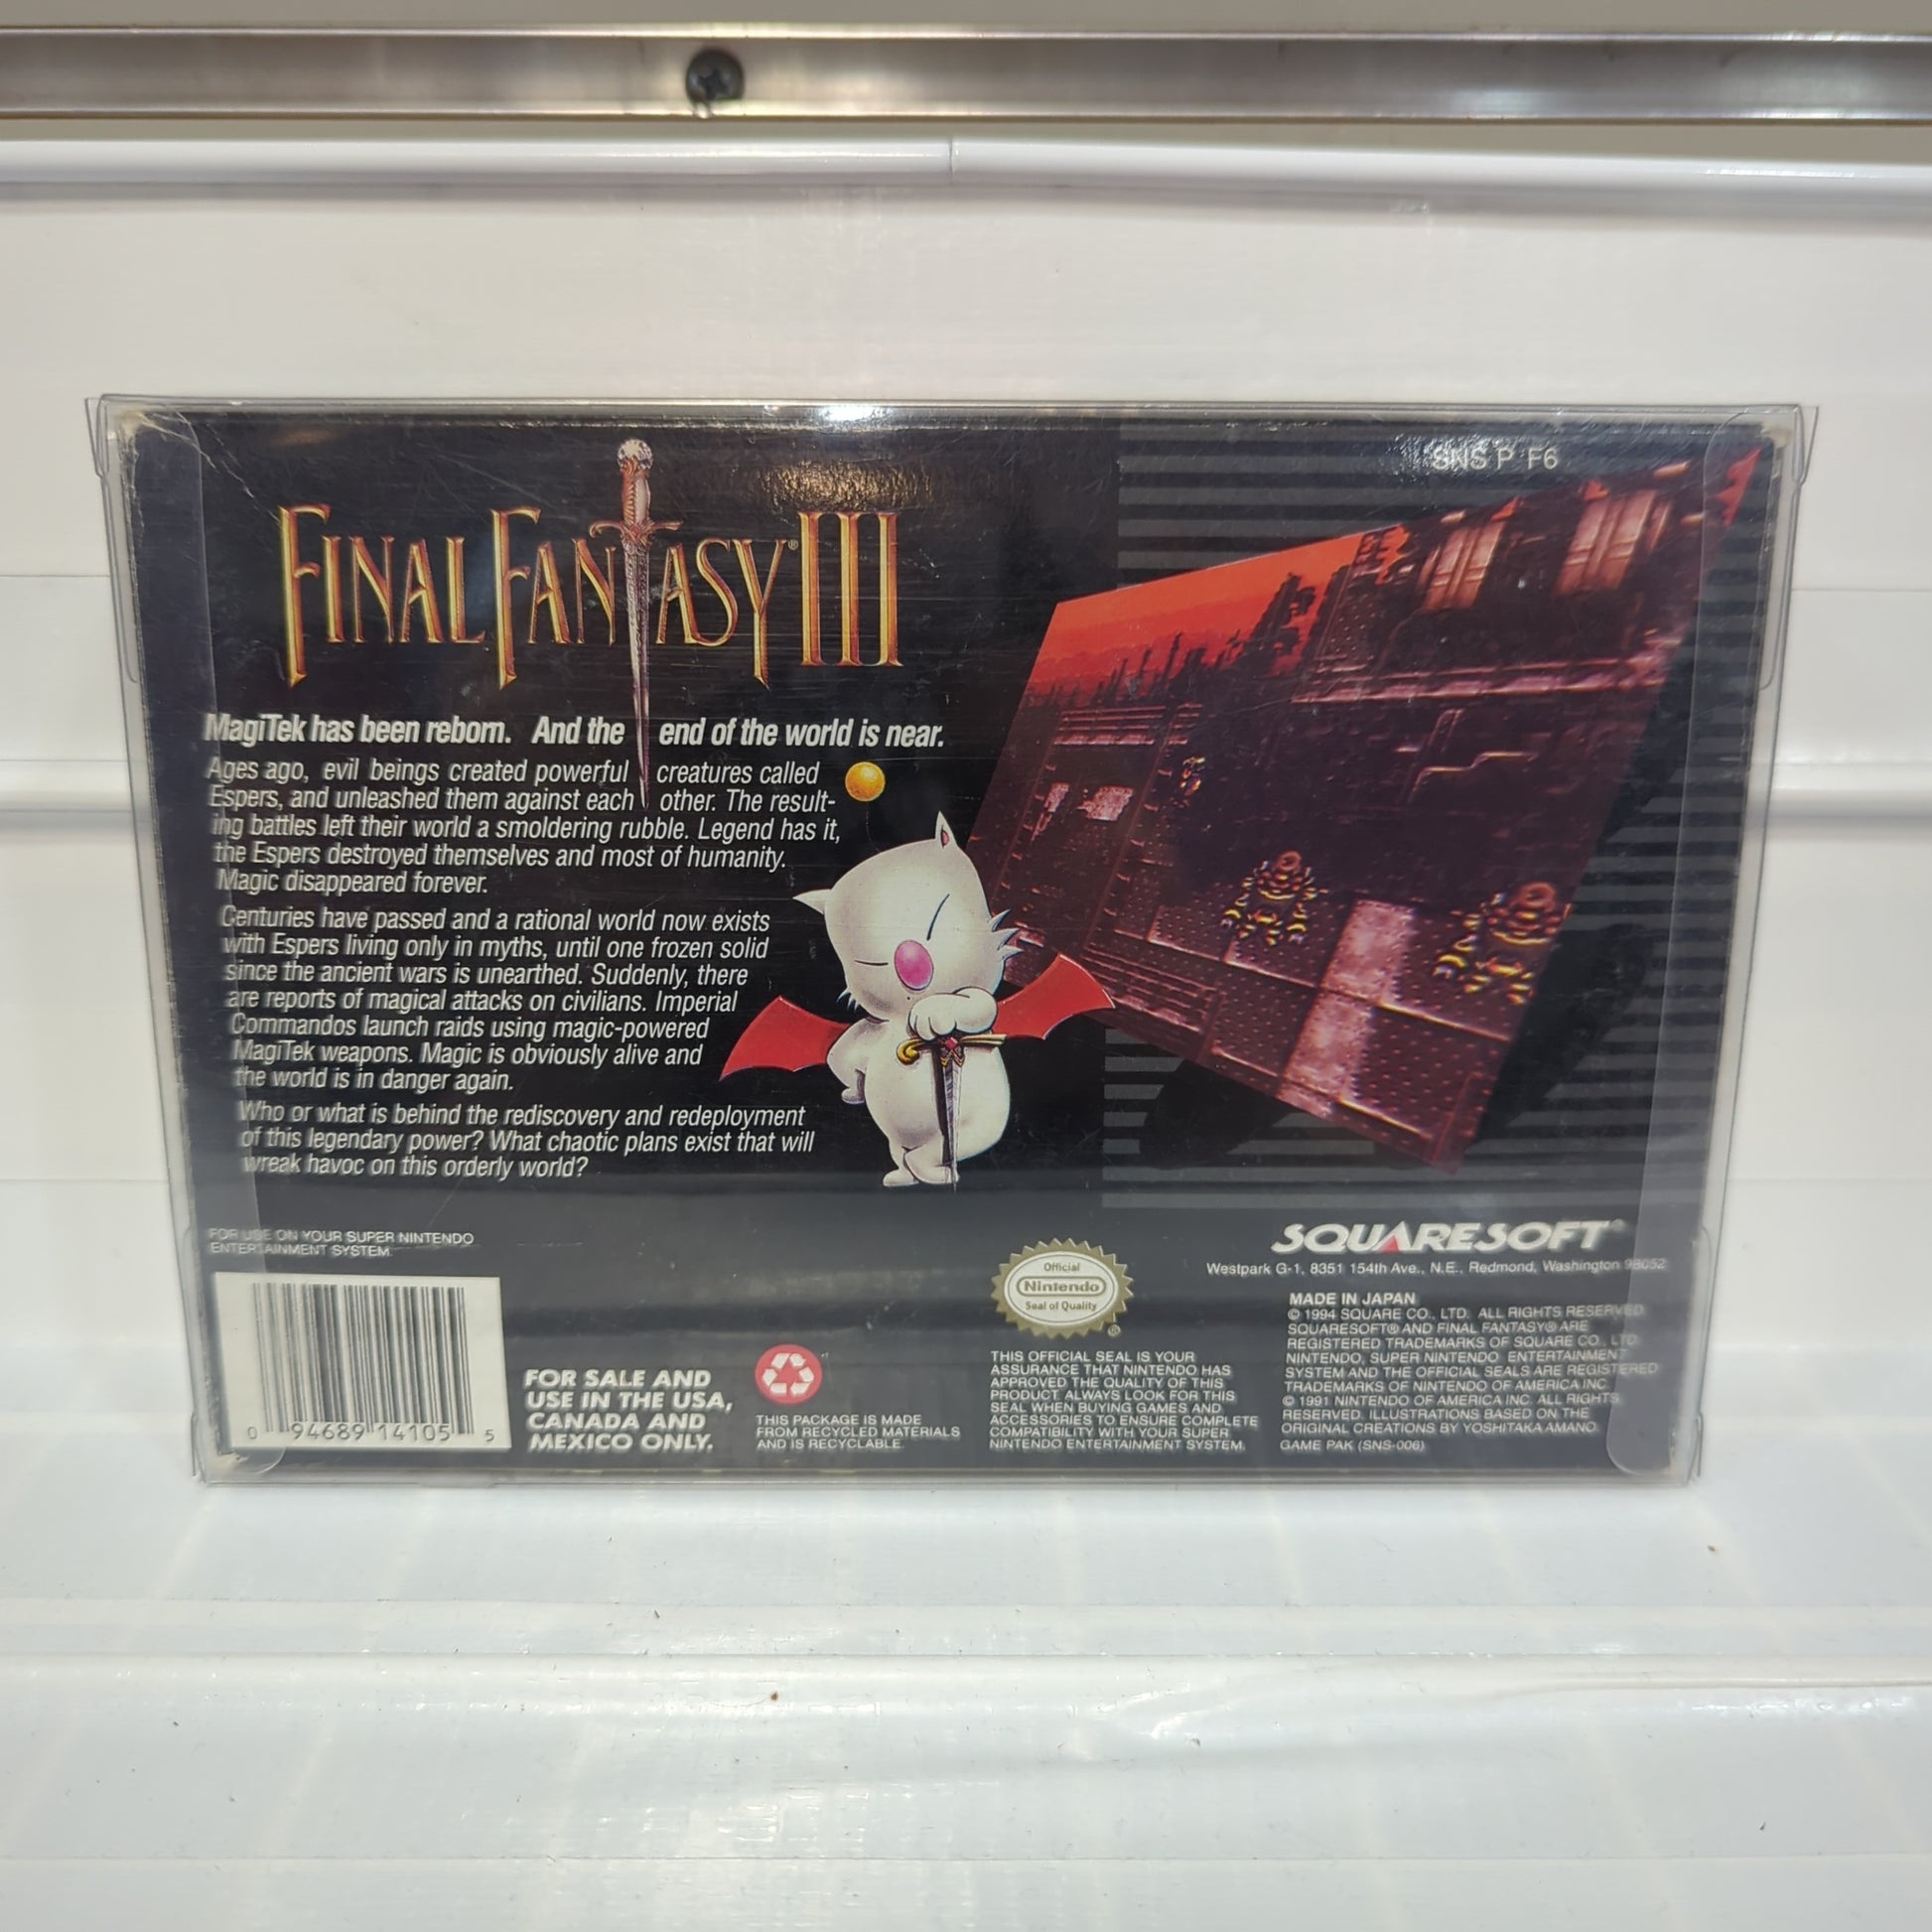 SNS P F6
FINAL FANTASY® III
MagiTek has been reborn. And the end of the world is near.
Ages ago, evil beings created powerful creatures called
Espers, and unleashed them against each other. The result-
ing battles left their world a smoldering rubble. Legend has it,
the Espers destroyed themselves and most of humanity.
Magic disappeared forever.
Centuries have passed and a rational world now exists
with Espers living only in myths, until one frozen solid
since the ancient wars is unearthed. Suddenly, there
are reports of magical attacks on civilians. Imperial
Commandos launch raids using magic-powered
MagiTek weapons. Magic is obviously alive and
the world is in danger again.
Who or what is behind the rediscovery and redeployment
of this legendary power? What chaotic plans exist that will
wreak havoc on this orderly world?
FOR USE ON YOUR SUPER NINTENDO
ENTERTAINMENT SYSTEM.
0 94689 14105 5
FOR SALE AND
USE IN THE USA,
CANADA AND
MEXICO ONLY.
THIS PACKAGE IS MADE
FROM RECYCLED MATERIALS
AND IS RECYCLABLE.
Official
Nintendo
Seal of Quality
®
THIS OFFICIAL SEAL IS YOUR
ASSURANCE THAT NINTENDO HAS
APPROVED THE QUALITY OF THIS
PRODUCT. ALWAYS LOOK FOR THIS
SEAL WHEN BUYING GAMES AND
ACCESSORIES TO ENSURE COMPLETE
COMPATIBILITY WITH YOUR SUPER
NINTENDO ENTERTAINMENT SYSTEM.
SQUARESOFT®
Westpark G-1, 8351 154th Ave., N.E., Redmond, Washington 98052
MADE IN JAPAN
© 1994 SQUARE CO., LTD. ALL RIGHTS RESERVED.
SQUARESOFT® AND FINAL FANTASY® ARE
REGISTERED TRADEMARKS OF SQUARE CO., LTD.
NINTENDO, SUPER NINTENDO ENTERTAINMENT
SYSTEM AND THE OFFICIAL SEALS ARE REGISTERED
TRADEMARKS OF NINTENDO OF AMERICA INC.
© 1991 NINTENDO OF AMERICA INC. ALL RIGHTS
RESERVED. ILLUSTRATIONS BASED ON THE
ORIGINAL CREATIONS BY YOSHITAKA AMANO.
GAME PAK (SNS-006)